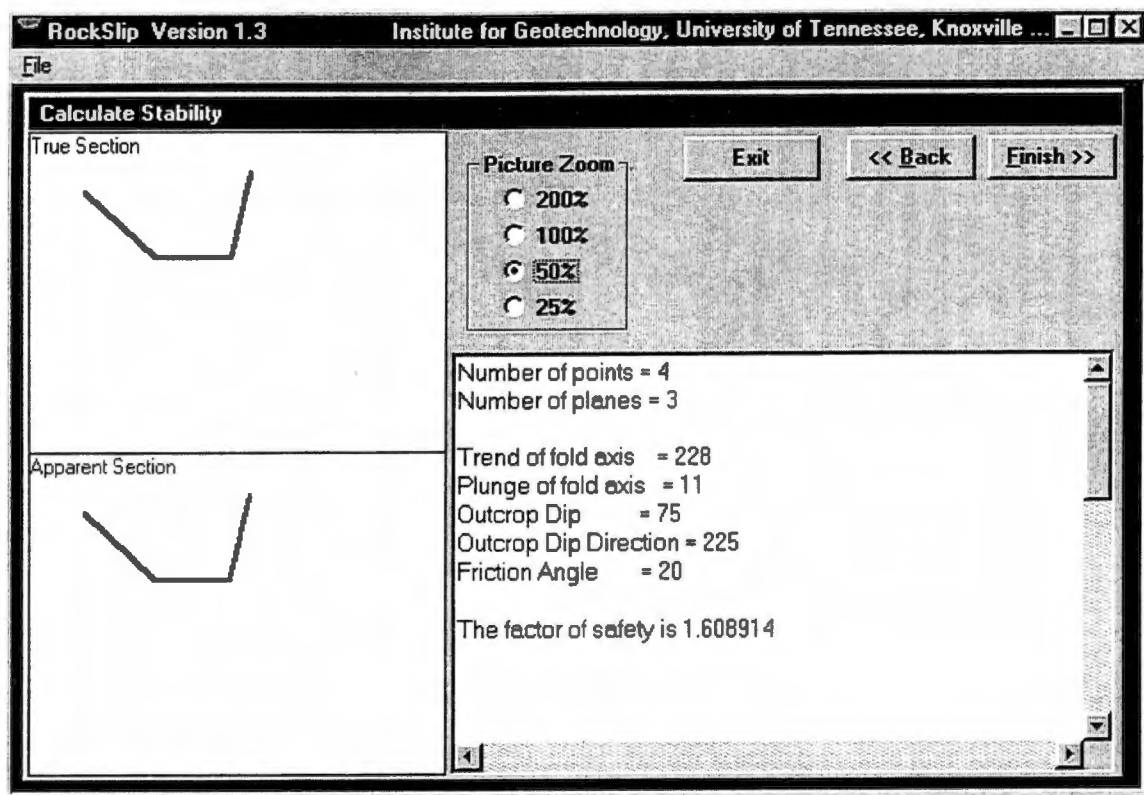 RockSlip Version 1.3 Institute for Geotechnology, University of Tennessee, Knoxville ...
File
Calculate Stability
True Section
Picture Zoom
200%
100%
50%
25%
Exit
<< Back
Finish >>
Number of points = 4
Number of planes = 3
Trend of fold axis = 228
Plunge of fold axis = 11
Outcrop Dip = 75
Outcrop Dip Direction = 225
Friction Angle = 20
The factor of safety is 1.608914
Apparent Section